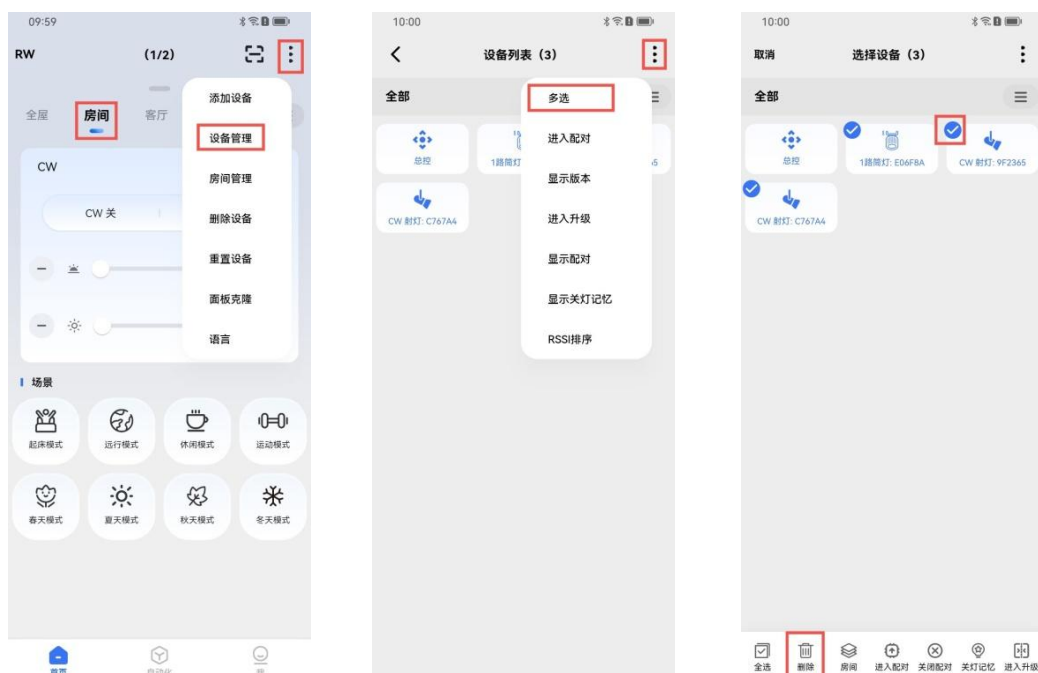 09:59
RW
(1/2)
添加设备
全屋
房间
客厅
设备管理
CW
房间管理
CW 关
删除设备
重置设备
面板克隆
语言
场景
起床模式
远行模式
休闲模式
运动模式
春天模式
夏天模式
秋天模式
冬天模式
10:00
设备列表（3）
全部
多选
进入配对
总控
1路筒灯
显示版本
CW 射灯: C767A4
进入升级
显示配对
显示关灯记忆
RSSI排序
10:00
取消
选择设备（3）
全部
总控
1路筒灯: E06F8A
CW 射灯: 9F2365
CW 射灯: C767A4
全选
删除
房间
进入配对
关闭配对
关灯记忆
进入升级